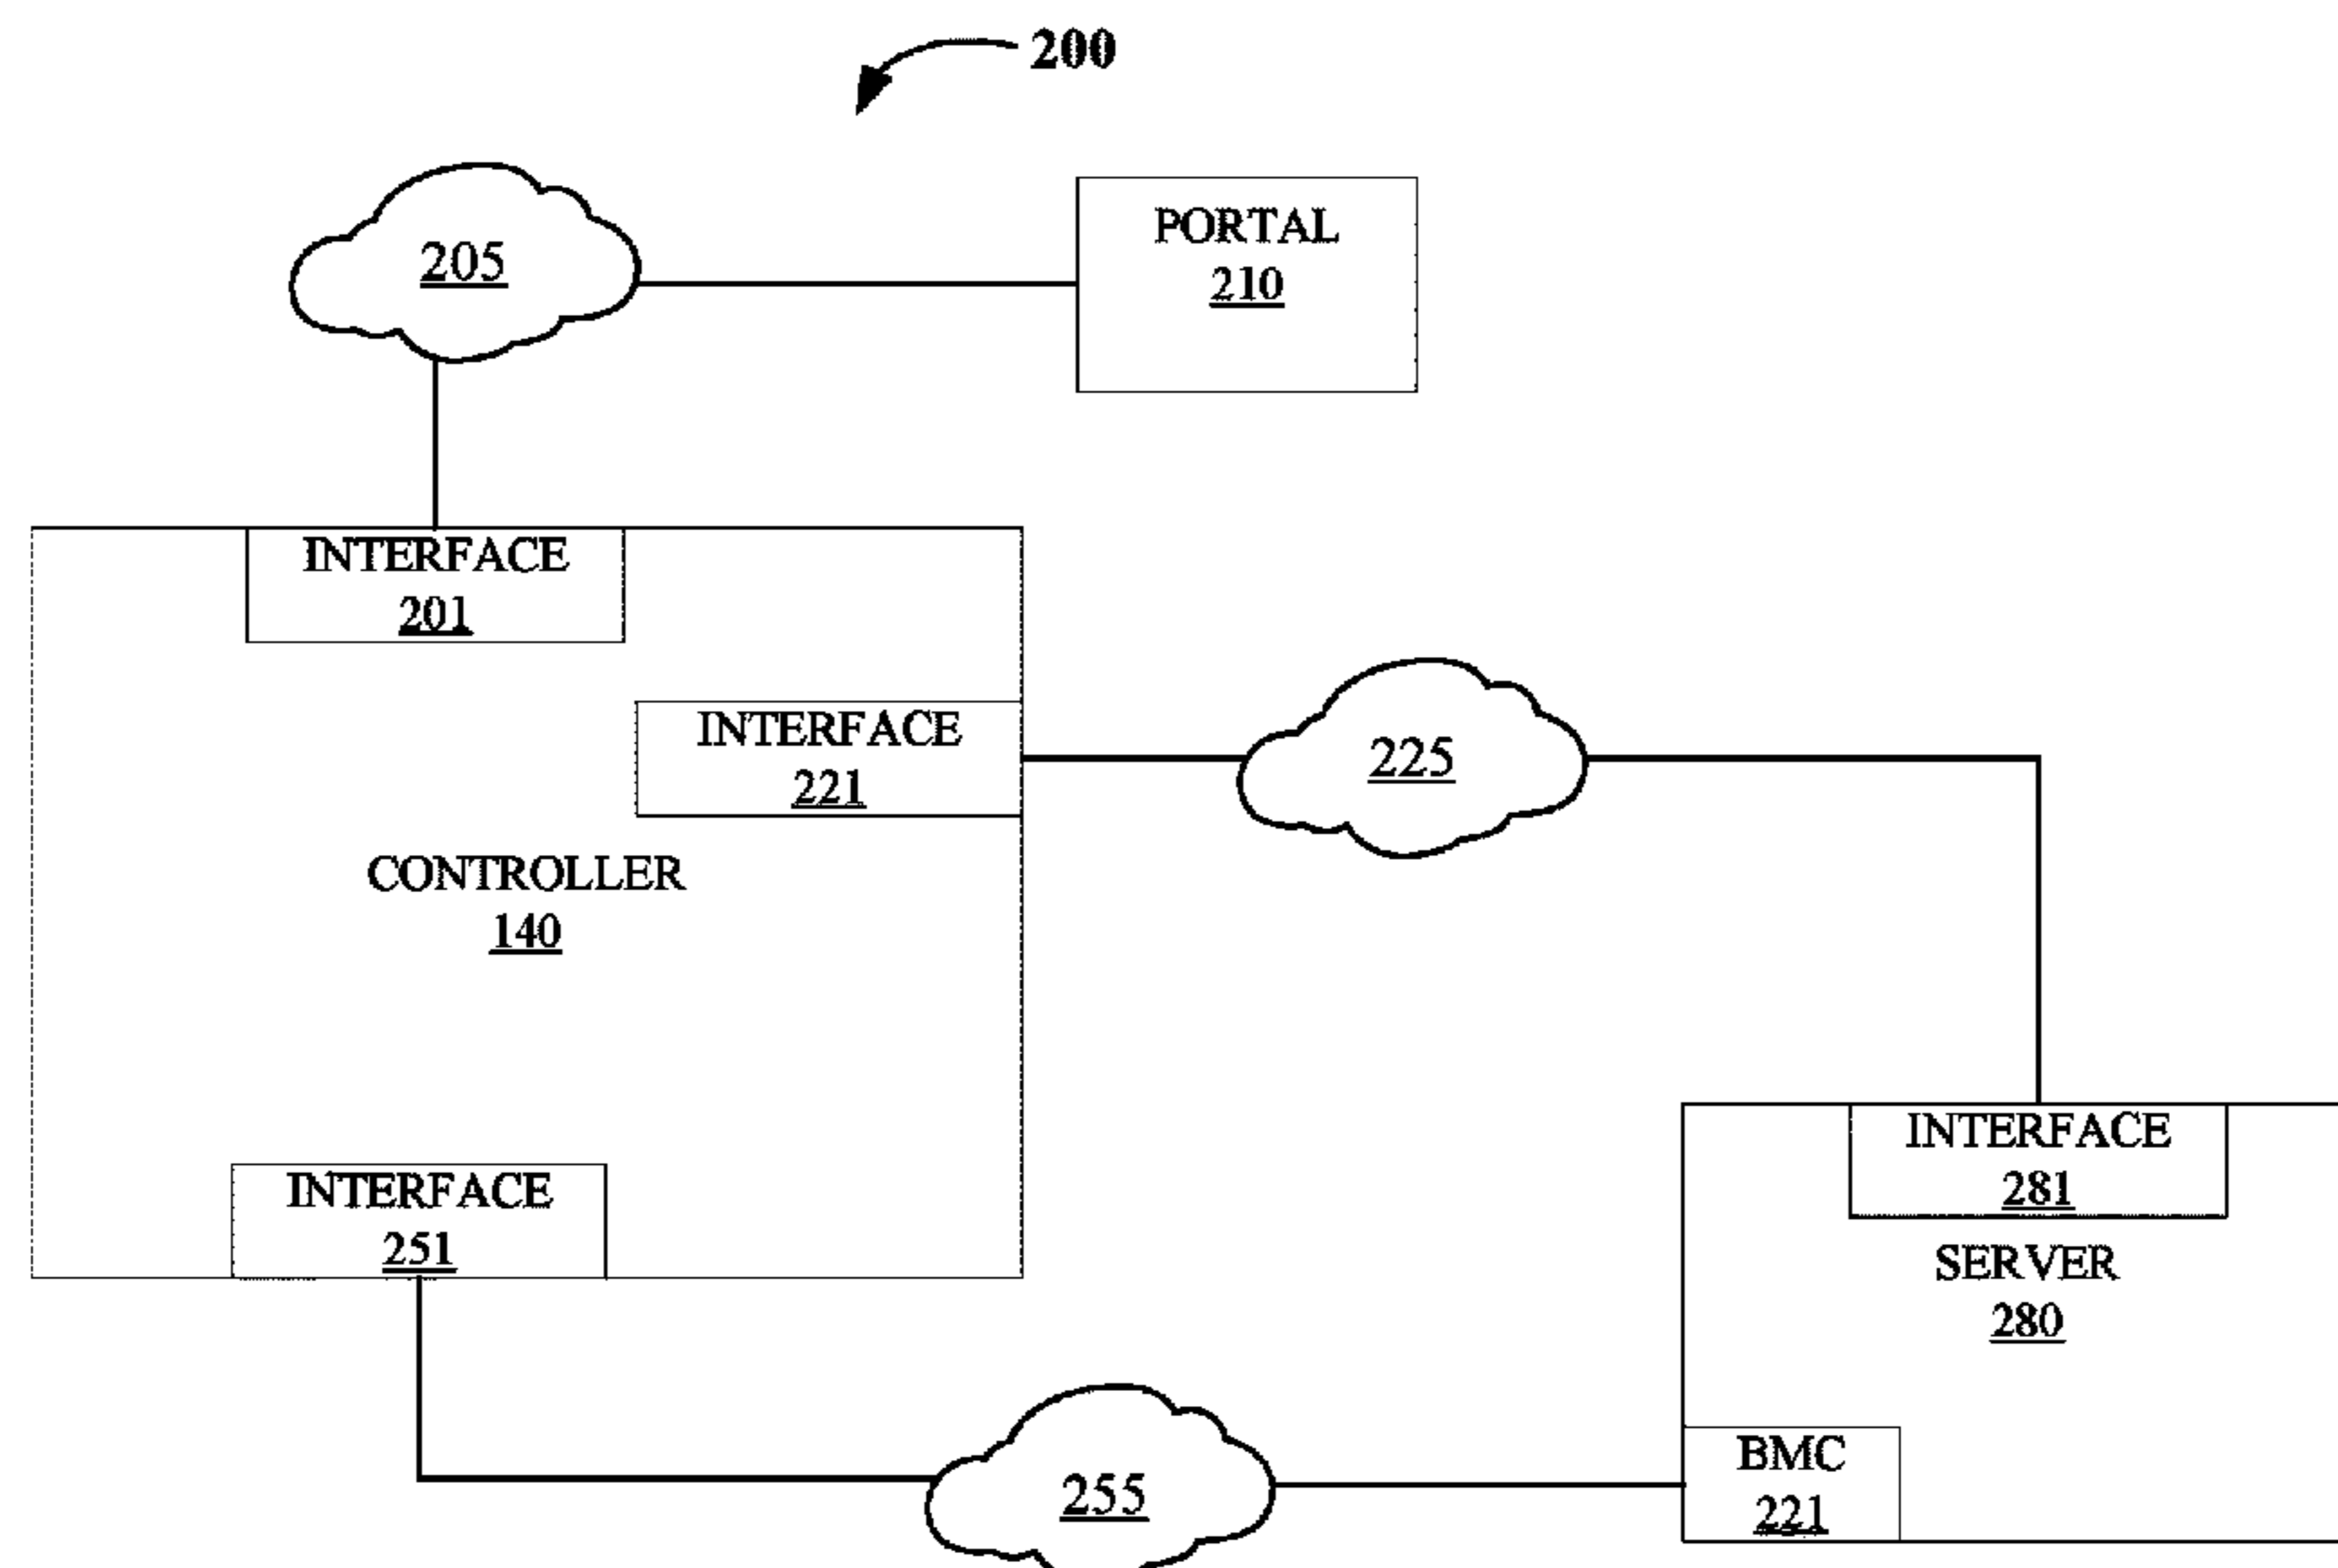 200
205
PORTAL
210
INTERFACE
201
INTERFACE
221
225
CONTROLLER
140
INTERFACE
281
INTERFACE
251
SERVER
280
BMC
221
255